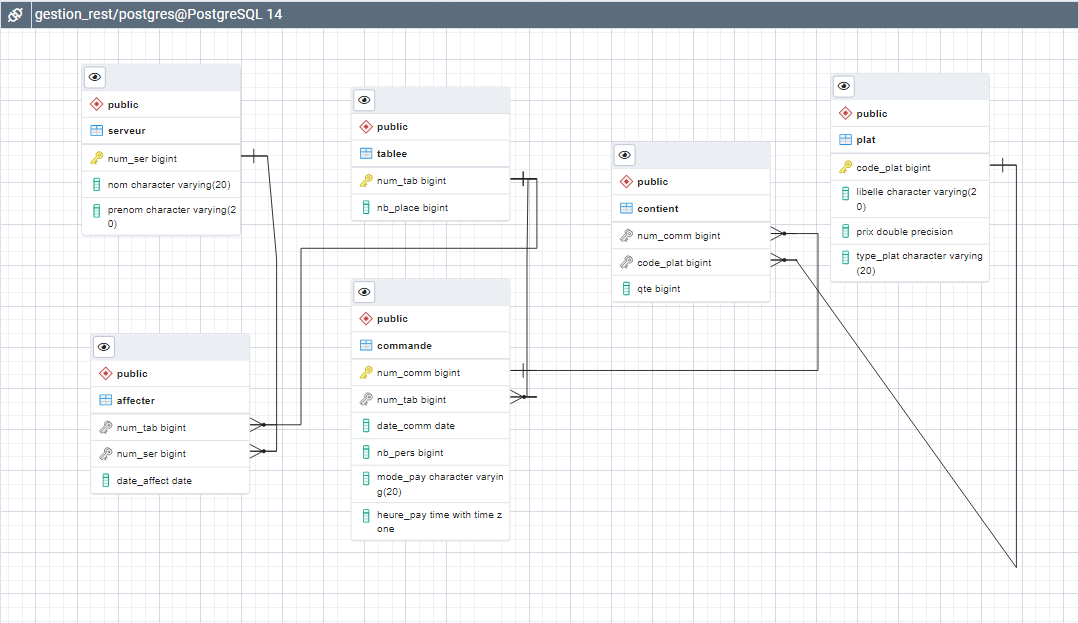 gestion_rest/postgres@PostgreSQL 14
public
serveur
num_ser bigint
nom character varying(20)
prenom character varying(2
0)
public
tablee
num_tab bigint
nb_place bigint
public
contient
num_comm bigint
code_plat bigint
qte bigint
public
plat
code_plat bigint
libelle character varying(2
0)
prix double precision
type_plat character varying
(20)
public
affecter
num_tab bigint
num_ser bigint
date_affect date
public
commande
num_comm bigint
num_tab bigint
date_comm date
nb_pers bigint
mode_pay character varyin
g(20)
heure_pay time with time z
one